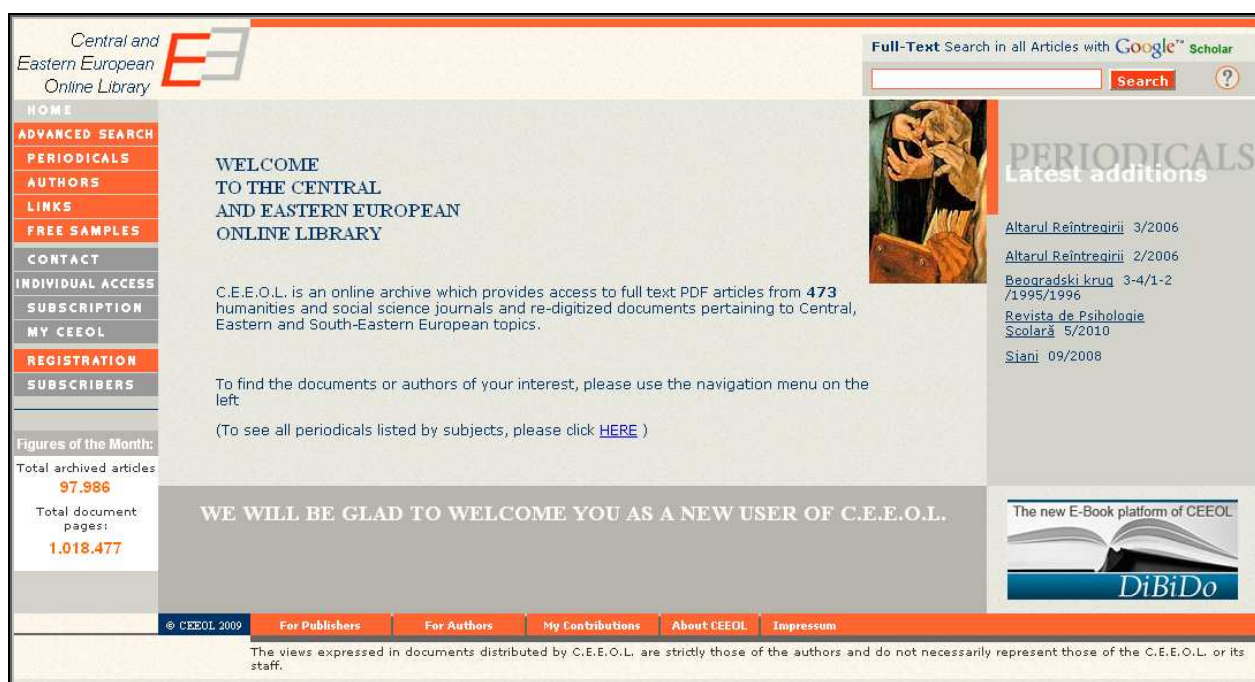 Central and
Eastern European
Online Library
Full-Text Search in all Articles with Google™ Scholar
Search
?
HOME
ADVANCED SEARCH
PERIODICALS
AUTHORS
LINKS
FREE SAMPLES
CONTACT
INDIVIDUAL ACCESS
SUBSCRIPTION
MY CEEOL
REGISTRATION
SUBSCRIBERS
Figures of the Month:
Total archived articles
97.986
Total document
pages:
1.018.477
WELCOME
TO THE CENTRAL
AND EASTERN EUROPEAN
ONLINE LIBRARY
C.E.E.O.L. is an online archive which provides access to full text PDF articles from 473
humanities and social science journals and re-digitized documents pertaining to Central,
Eastern and South-Eastern European topics.
To find the documents or authors of your interest, please use the navigation menu on the
left
(To see all periodicals listed by subjects, please click HERE )
PERIODICALS
Latest additions
Altarul Reîntregirii 3/2006
Altarul Reîntregirii 2/2006
Beogradski krug 3-4/1-2
/1995/1996
Revista de Psihologie
Școlară 5/2010
Sjani 09/2008
WE WILL BE GLAD TO WELCOME YOU AS A NEW USER OF C.E.E.O.L.
The new E-Book platform of CEEOL
DiBiDo
© CEEOL 2009
For Publishers
For Authors
My Contributions
About CEEOL
Impressum
The views expressed in documents distributed by C.E.E.O.L. are strictly those of the authors and do not necessarily represent those of the C.E.E.O.L. or its
staff.